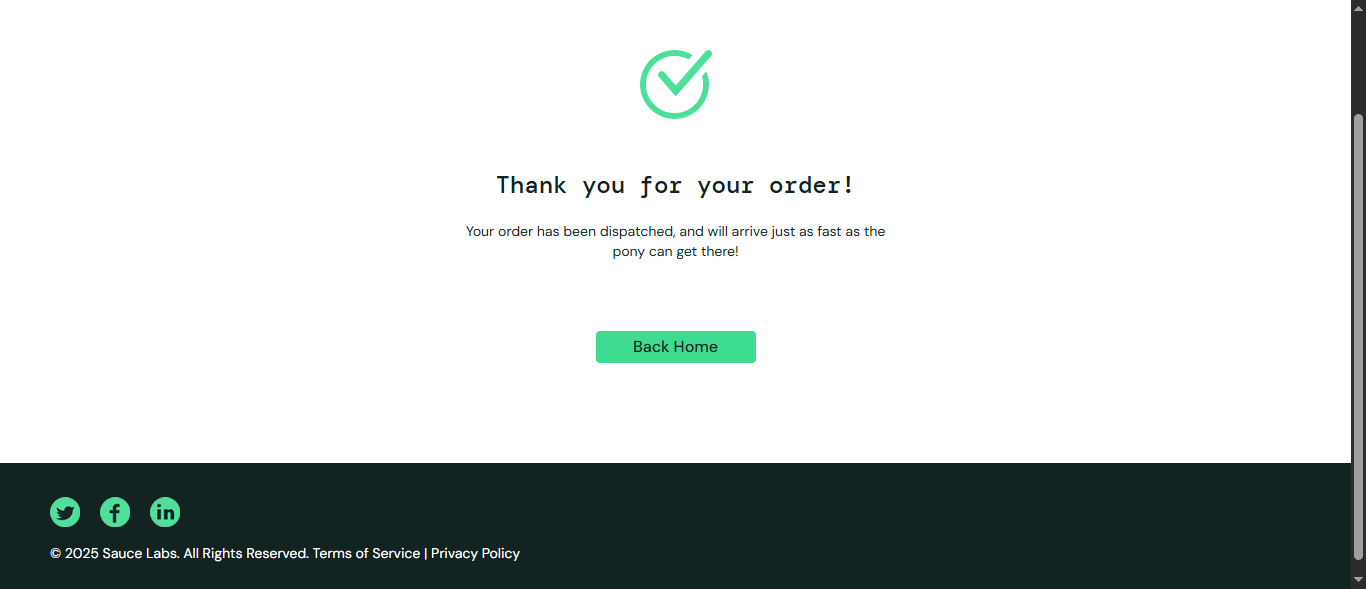 Thank you for your order!
Your order has been dispatched, and will arrive just as fast as the
pony can get there!
Back Home
© 2025 Sauce Labs. All Rights Reserved. Terms of Service | Privacy Policy